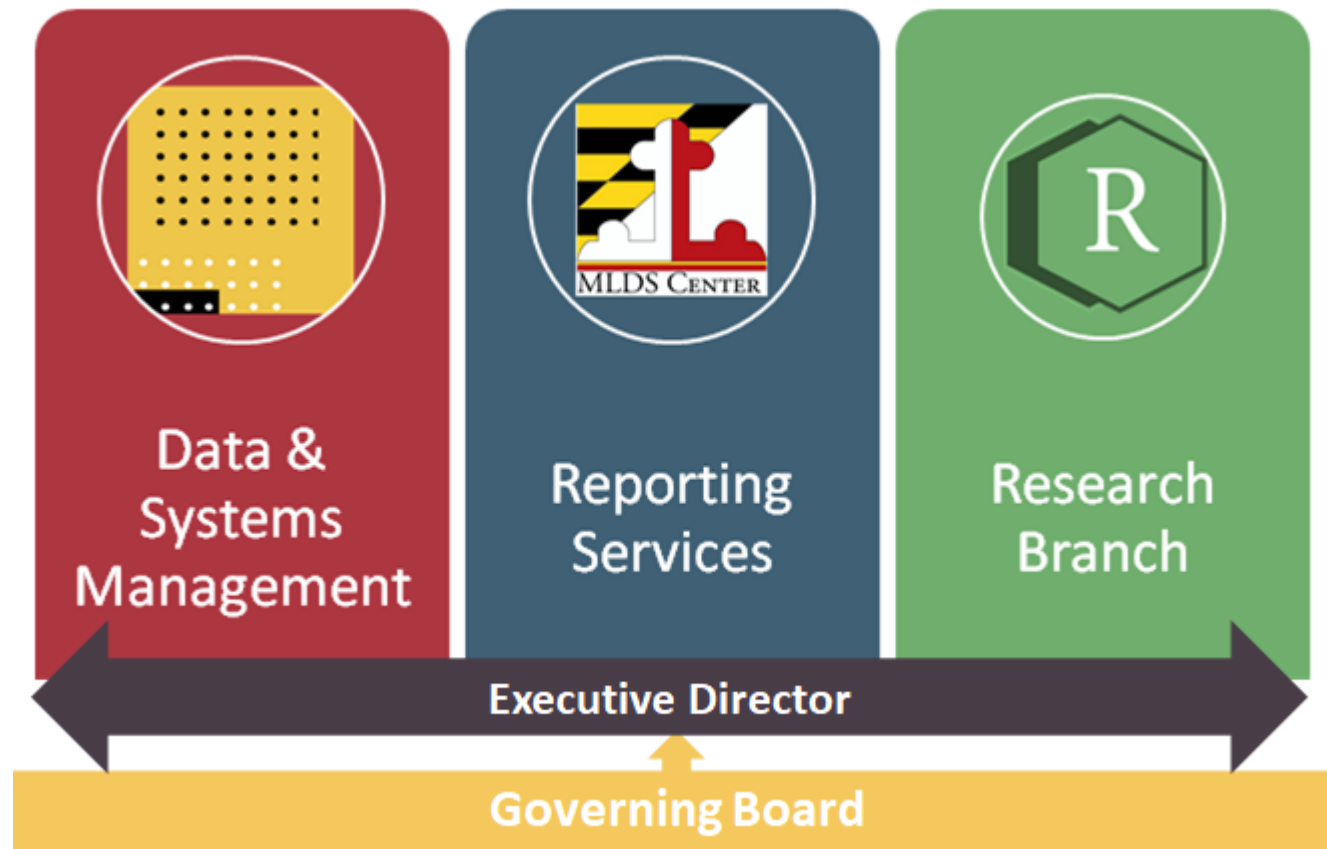 MLDS CENTER
R
Data &
Systems
Management
Reporting
Services
Research
Branch
Executive Director
Governing Board